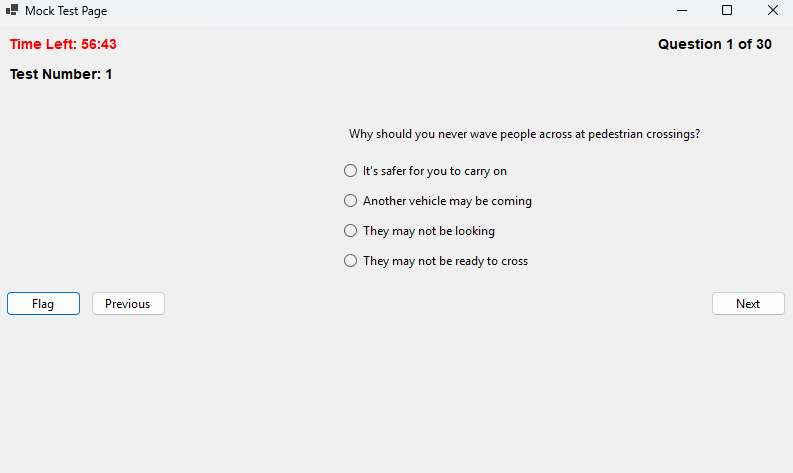 Mock Test Page
Time Left: 56:43
Question 1 of 30
Test Number: 1
Why should you never wave people across at pedestrian crossings?
It's safer for you to carry on
Another vehicle may be coming
They may not be looking
They may not be ready to cross
Flag
Previous
Next